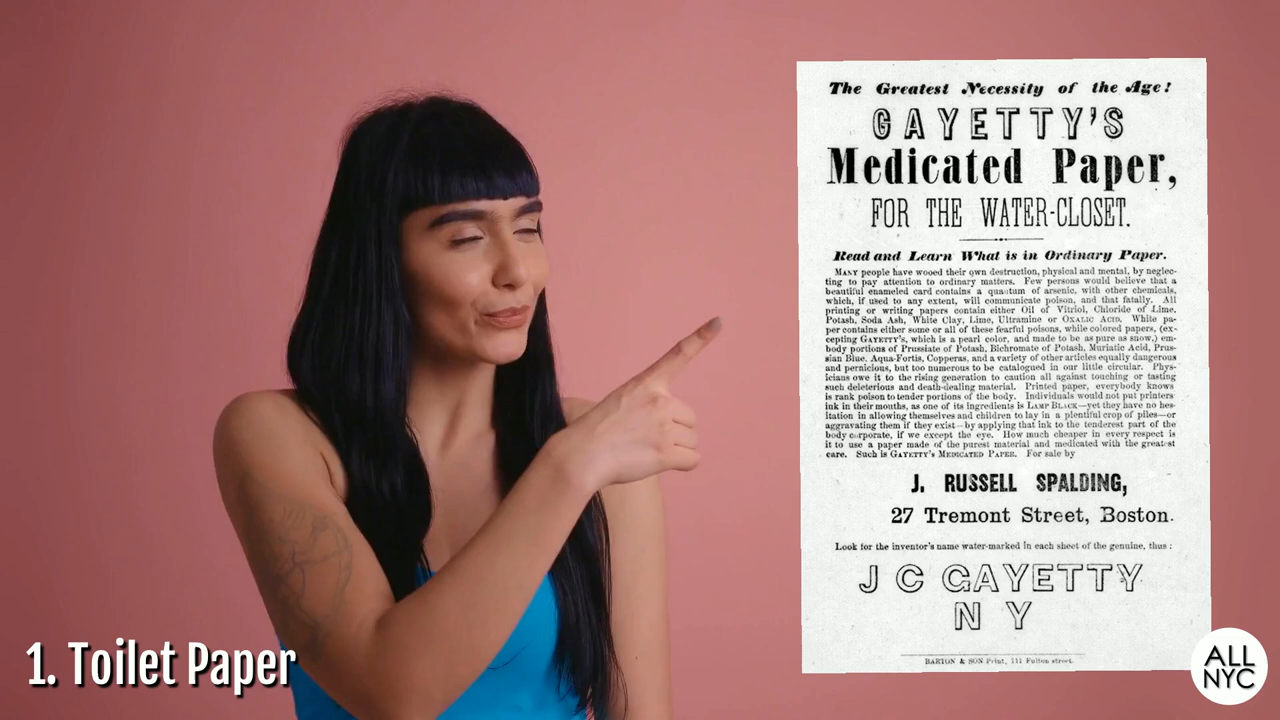 The Greatest Necessity of the Age!
GAYETTY'S
Medicated Paper,
FOR THE WATER-CLOSET.
Read and Learn What is in Ordinary Paper.
MANY people have wooed their own destruction, physical and mental, by neglec-
ting to pay attention to ordinary matters. Few persons would believe that a
beautiful enameled card contains a quantum of arsenic, with other chemicals,
which, if used to any extent, will communicate poison, and that fatally. All
printing or writing papers contain either Oil of Vitriol, Chloride of Lime,
Potash, Soda Ash, White Clay, Lime, Ultramine or OXALIC ACID. White pa-
per contains either some or all of these fearful poisons, while colored papers, (ex-
cepting GAYETTY'S, which is a pearl color, and made to be as pure as snow,) em-
body portions of Prussiate of Potash, Bichromate of Potash, Muriatic Acid, Prus-
sian Blue, Aqua-Fortis, Copperas, and a variety of other articles equally dangerous
and pernicious, but too numerous to be catalogued in our little circular. Phys-
icians owe it to the rising generation to caution all against touching or tasting
such deleterious and death-dealing material. Printed paper, everybody knows
is rank poison to tender portions of the body. Individuals would not put printers
ink in their mouths, as one of its ingredients is LAMP BLACK—yet they have no hes-
itation in allowing themselves and children to lay in a plentiful crop of piles—or
aggravating them if they exist—by applying that ink to the tenderest part of the
body corporate, if we except the eye. How much cheaper in every respect is
it to use a paper made of the purest material and medicated with the greatest
care. Such is GAYETTY'S MEDICATED PAPER. For sale by
J. RUSSELL SPALDING,
27 Tremont Street, Boston.
Look for the inventor's name water-marked in each sheet of the genuine, thus:
J C GAYETTY
N Y
BARTON & SON Print, 111 Fulton street.
1. Toilet Paper
ALL
NYC